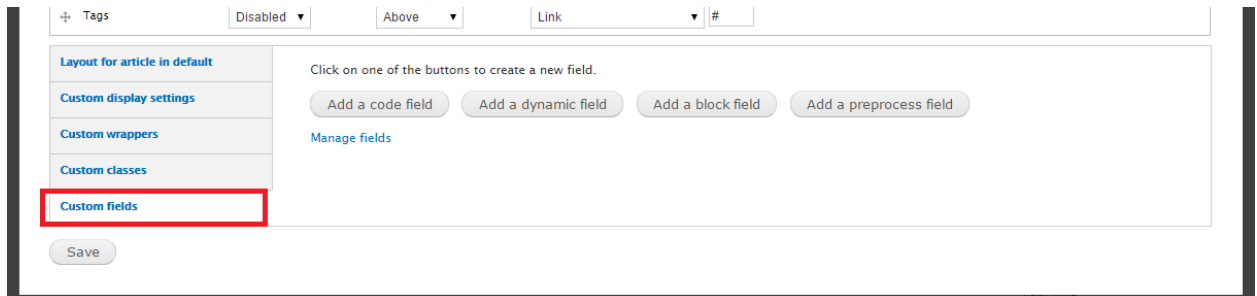 Tags Disabled Above Link #
Layout for article in default
Click on one of the buttons to create a new field.
Custom display settings
Add a code field Add a dynamic field Add a block field Add a preprocess field
Custom wrappers
Manage fields
Custom classes
Custom fields
Save